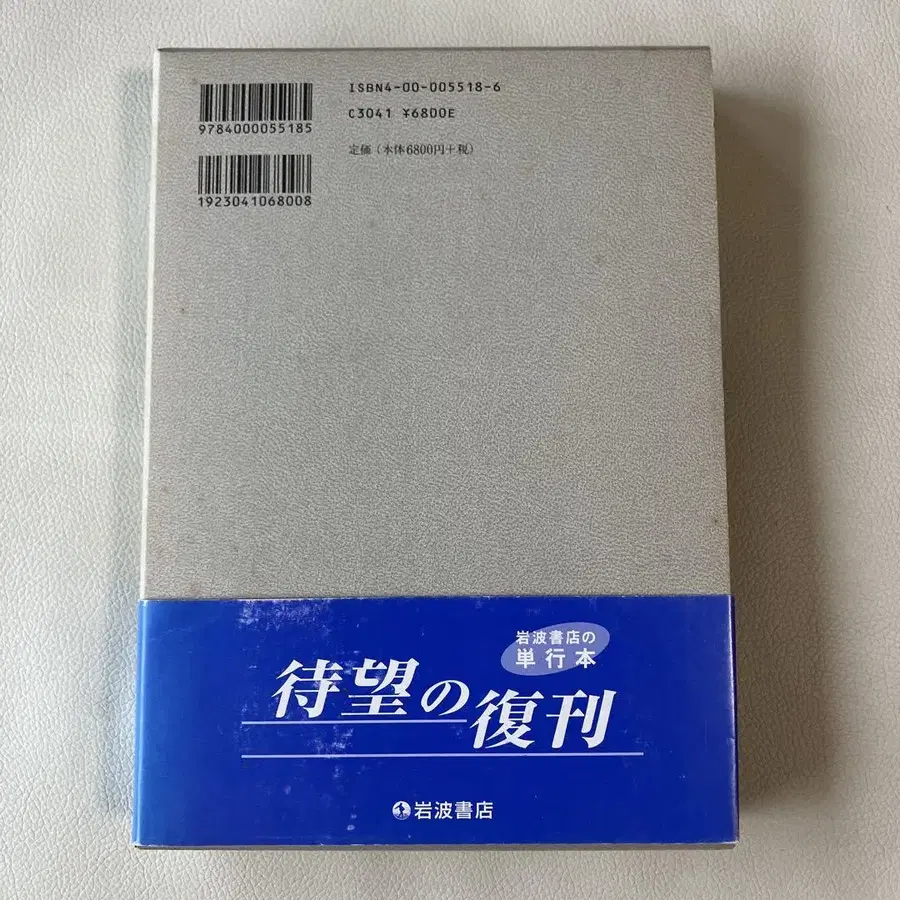 ISBN4-00-005518-6
C3041 ¥6800E
定価(本体6800円+税)
9784000055185
1923041068008
岩波書店の
単行本
待望の
復刊
岩波書店